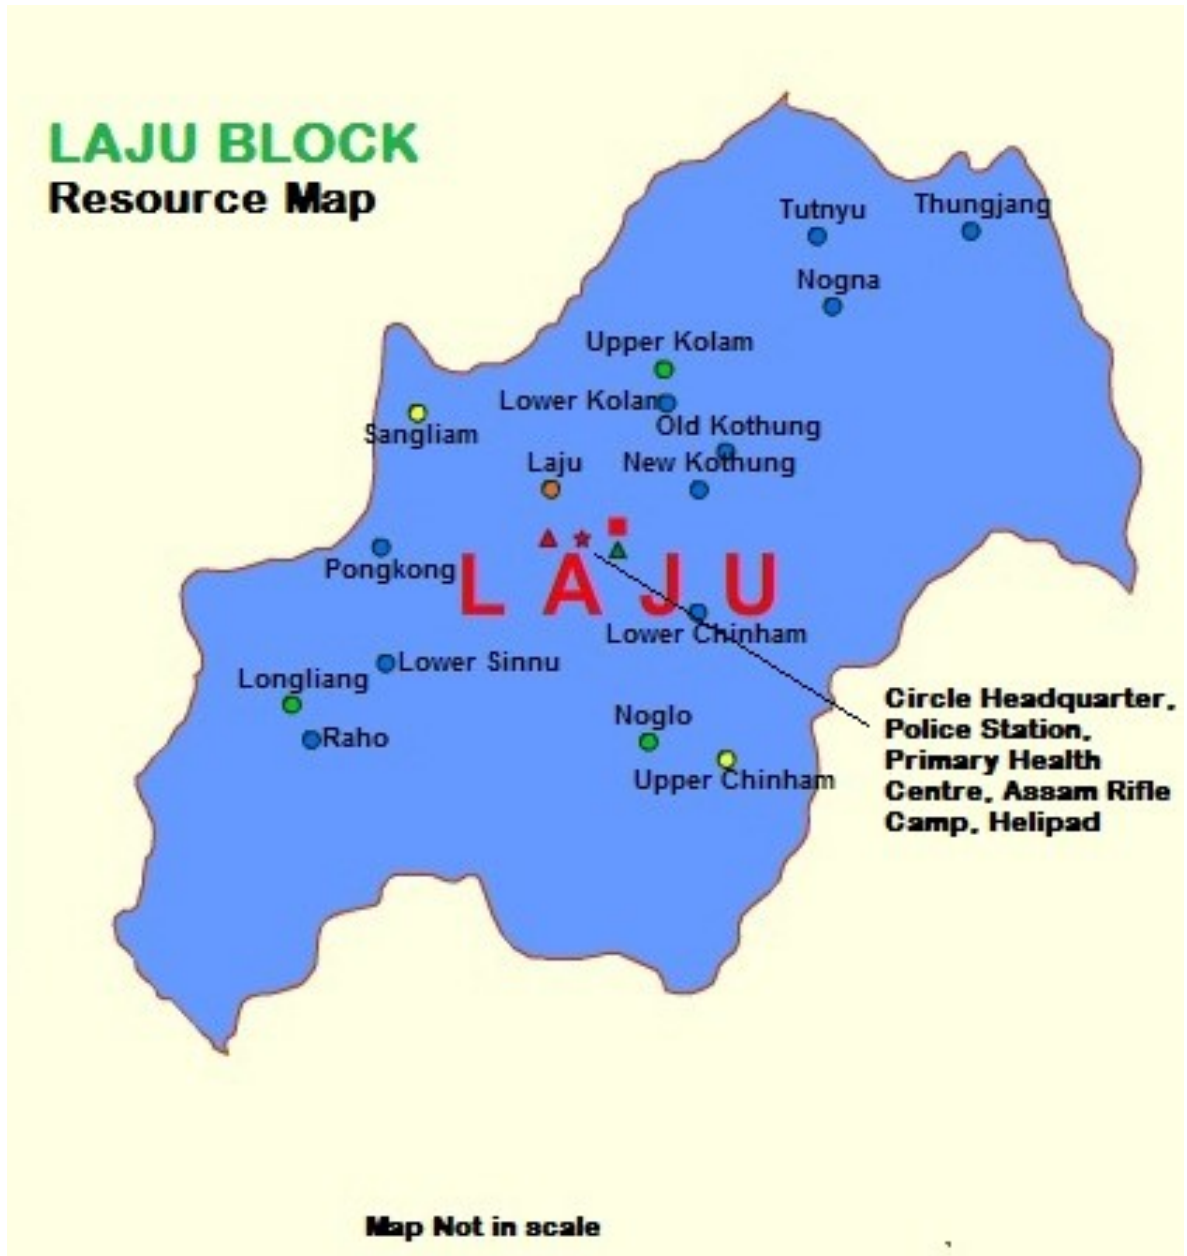 LAJU BLOCK
Resource Map
Tutnyu
Thungjang
Nogna
Upper Kolam
Lower Kolam
Old Kothung
Sangliam
Laju
New Kothung
Pongkong
LAJU
Lower Chinham
Lower Sinnu
Longliang
Raho
Noglo
Upper Chinham
Circle Headquarter,
Police Station,
Primary Health
Centre, Assam Rifle
Camp, Helipad
Map Not in scale